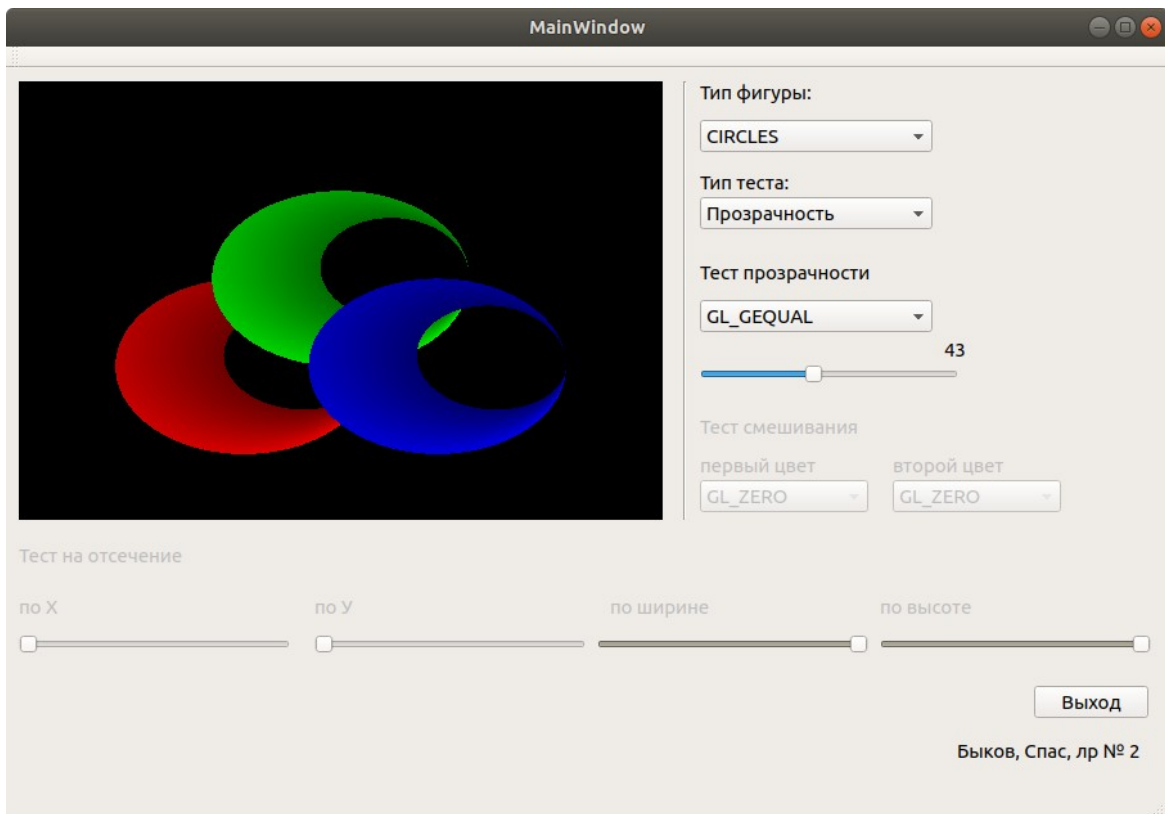 MainWindow
Тип фигуры:
CIRCLES
Тип теста:
Прозрачность
Тест прозрачности
GL_GEQUAL
43
Тест смешивания
первый цвет второй цвет
GL_ZERO GL_ZERO
Тест на отсечение
по X по У по ширине по высоте
Выход
Быков, Спас, лр № 2